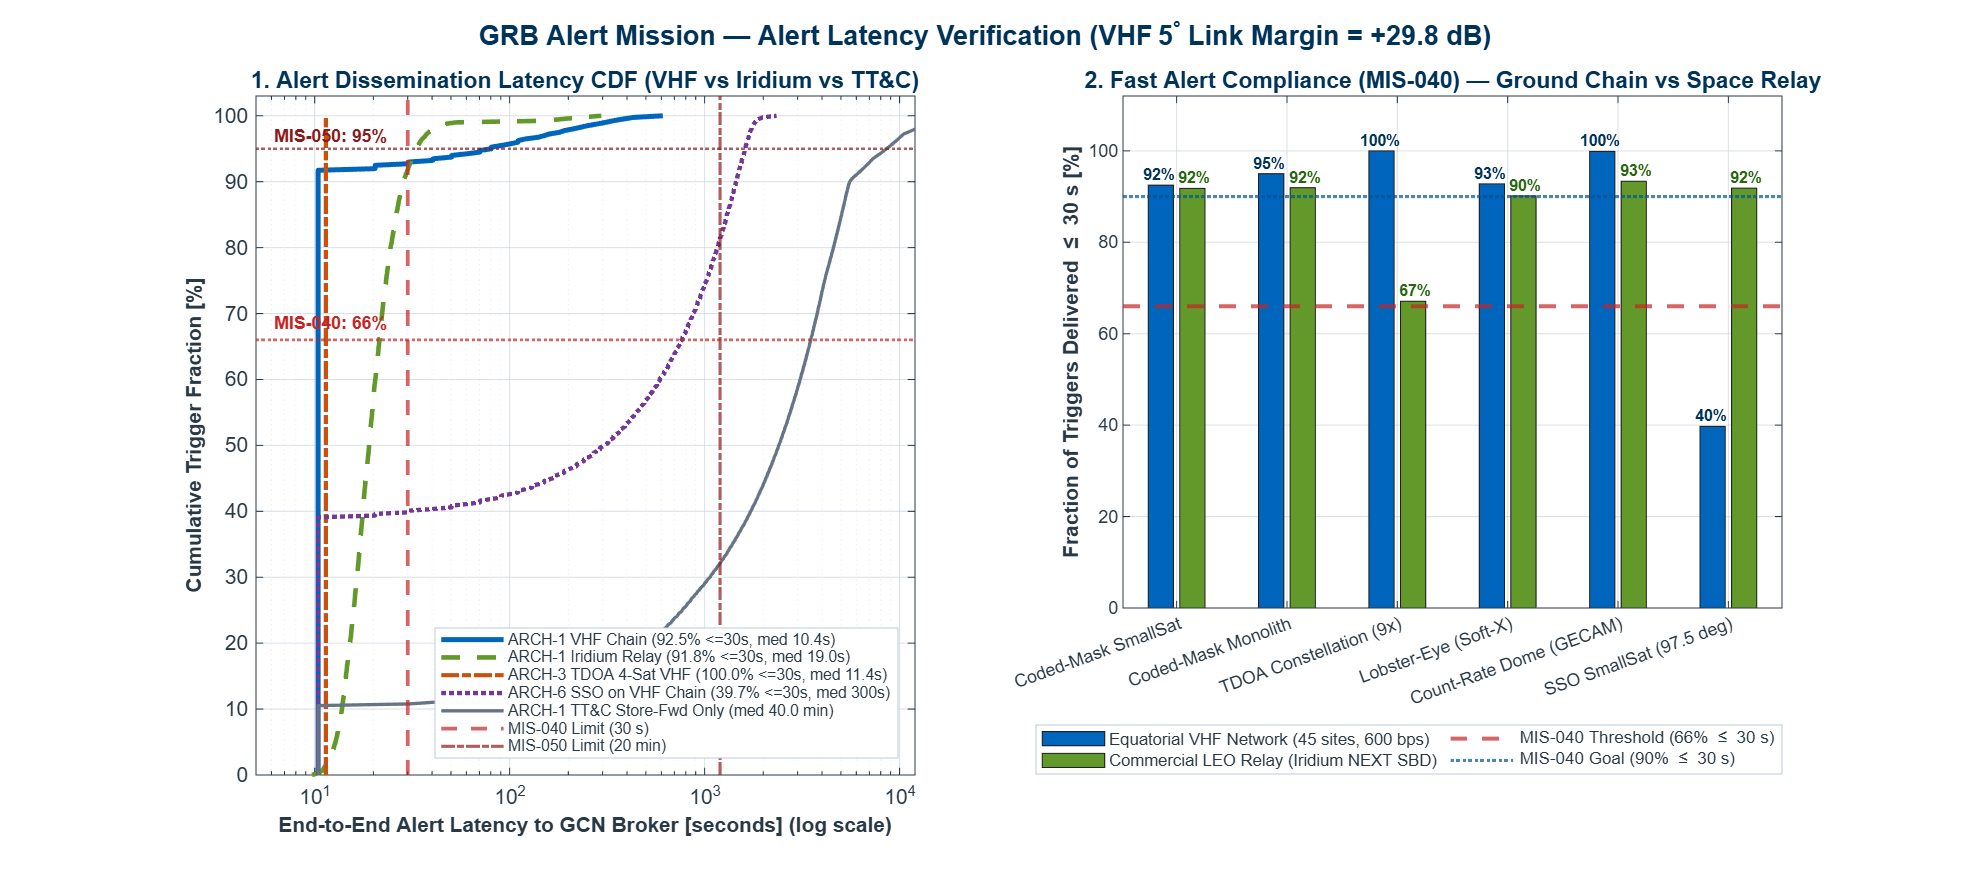 GRB Alert Mission — Alert Latency Verification (VHF 5° Link Margin = +29.8 dB)
1. Alert Dissemination Latency CDF (VHF vs Iridium vs TT&C)
Cumulative Trigger Fraction [%]
100
90
80
70
60
50
40
30
20
10
0
MIS-050: 95%
MIS-040: 66%
ARCH-1 VHF Chain (92.5% <=30s, med 10.4s)
ARCH-1 Iridium Relay (91.8% <=30s, med 19.0s)
ARCH-3 TDOA 4-Sat VHF (100.0% <=30s, med 11.4s)
ARCH-6 SSO on VHF Chain (39.7% <=30s, med 300s)
ARCH-1 TT&C Store-Fwd Only (med 40.0 min)
MIS-040 Limit (30 s)
MIS-050 Limit (20 min)
10¹ 10² 10³ 10⁴
End-to-End Alert Latency to GCN Broker [seconds] (log scale)
2. Fast Alert Compliance (MIS-040) — Ground Chain vs Space Relay
Fraction of Triggers Delivered ≤ 30 s [%]
100
80
60
40
20
0
92% 92% 95% 92% 100% 67% 93% 90% 100% 93% 40% 92%
Coded-Mask SmallSat
Coded-Mask Monolith
TDOA Constellation (9x)
Lobster-Eye (Soft-X)
Count-Rate Dome (GECAM)
SSO SmallSat (97.5 deg)
Equatorial VHF Network (45 sites, 600 bps)
Commercial LEO Relay (Iridium NEXT SBD)
MIS-040 Threshold (66% ≤ 30 s)
MIS-040 Goal (90% ≤ 30 s)